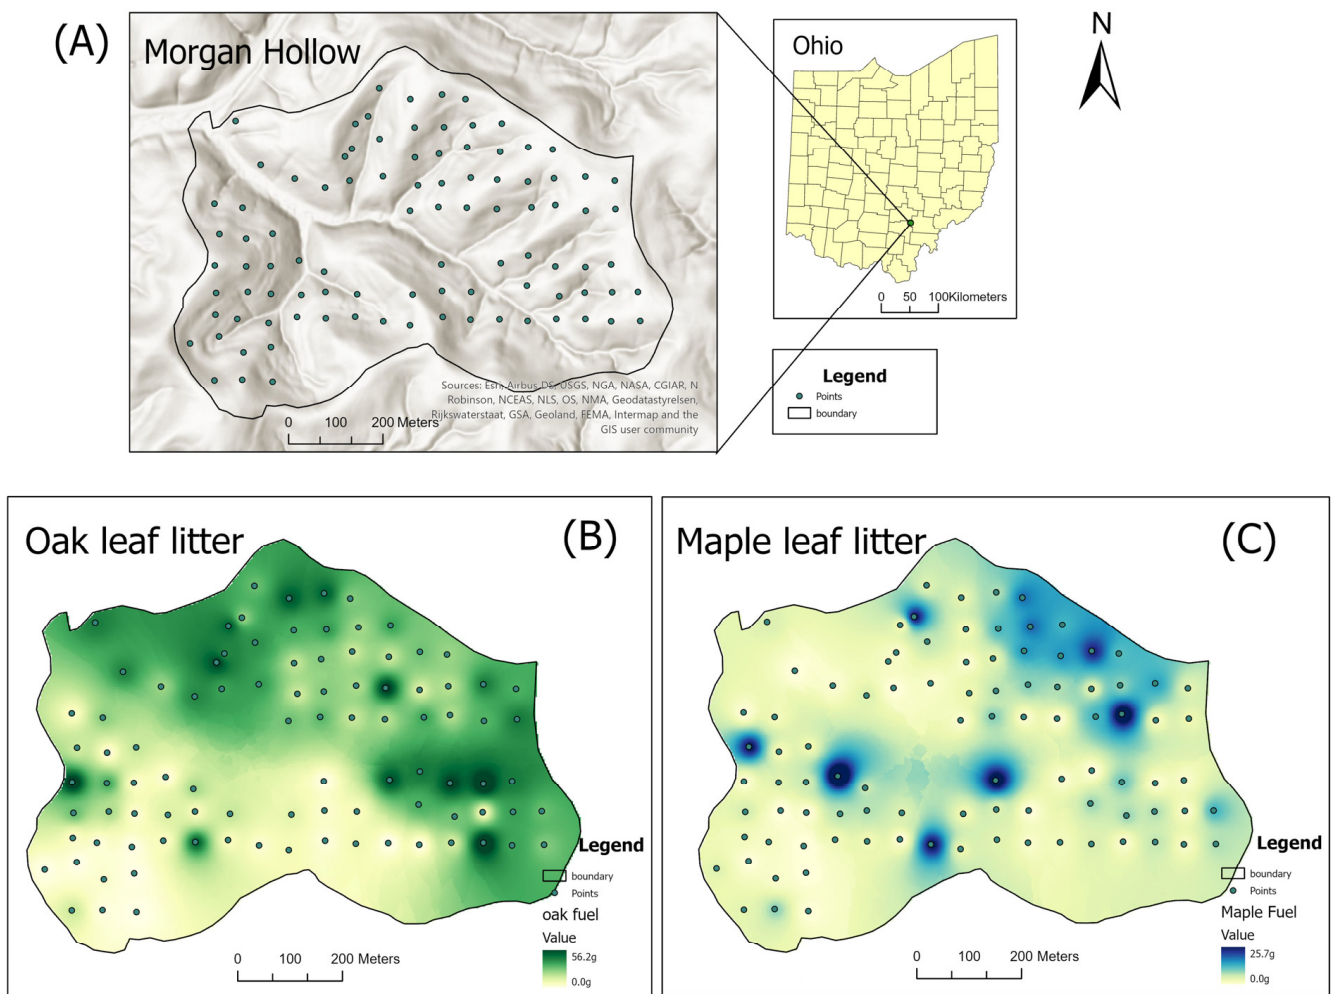 (A)
Morgan Hollow
Sources: Esri, Airbus DS, USGS, NGA, NASA, CGIAR, N
Robinson, NCEAS, NLS, OS, NMA, Geodatastyrelsen,
Rijkswaterstaat, GSA, Geoland, FEMA, Intermap and the
GIS user community
0 100 200 Meters
Ohio
0 50 100Kilometers
N
Legend
Points
boundary
Oak leaf litter
(B)
Legend
boundary
Points
oak fuel
Value
56.2g
0.0g
0 100 200 Meters
Maple leaf litter
(C)
Legend
boundary
Points
Maple Fuel
Value
25.7g
0.0g
0 100 200 Meters